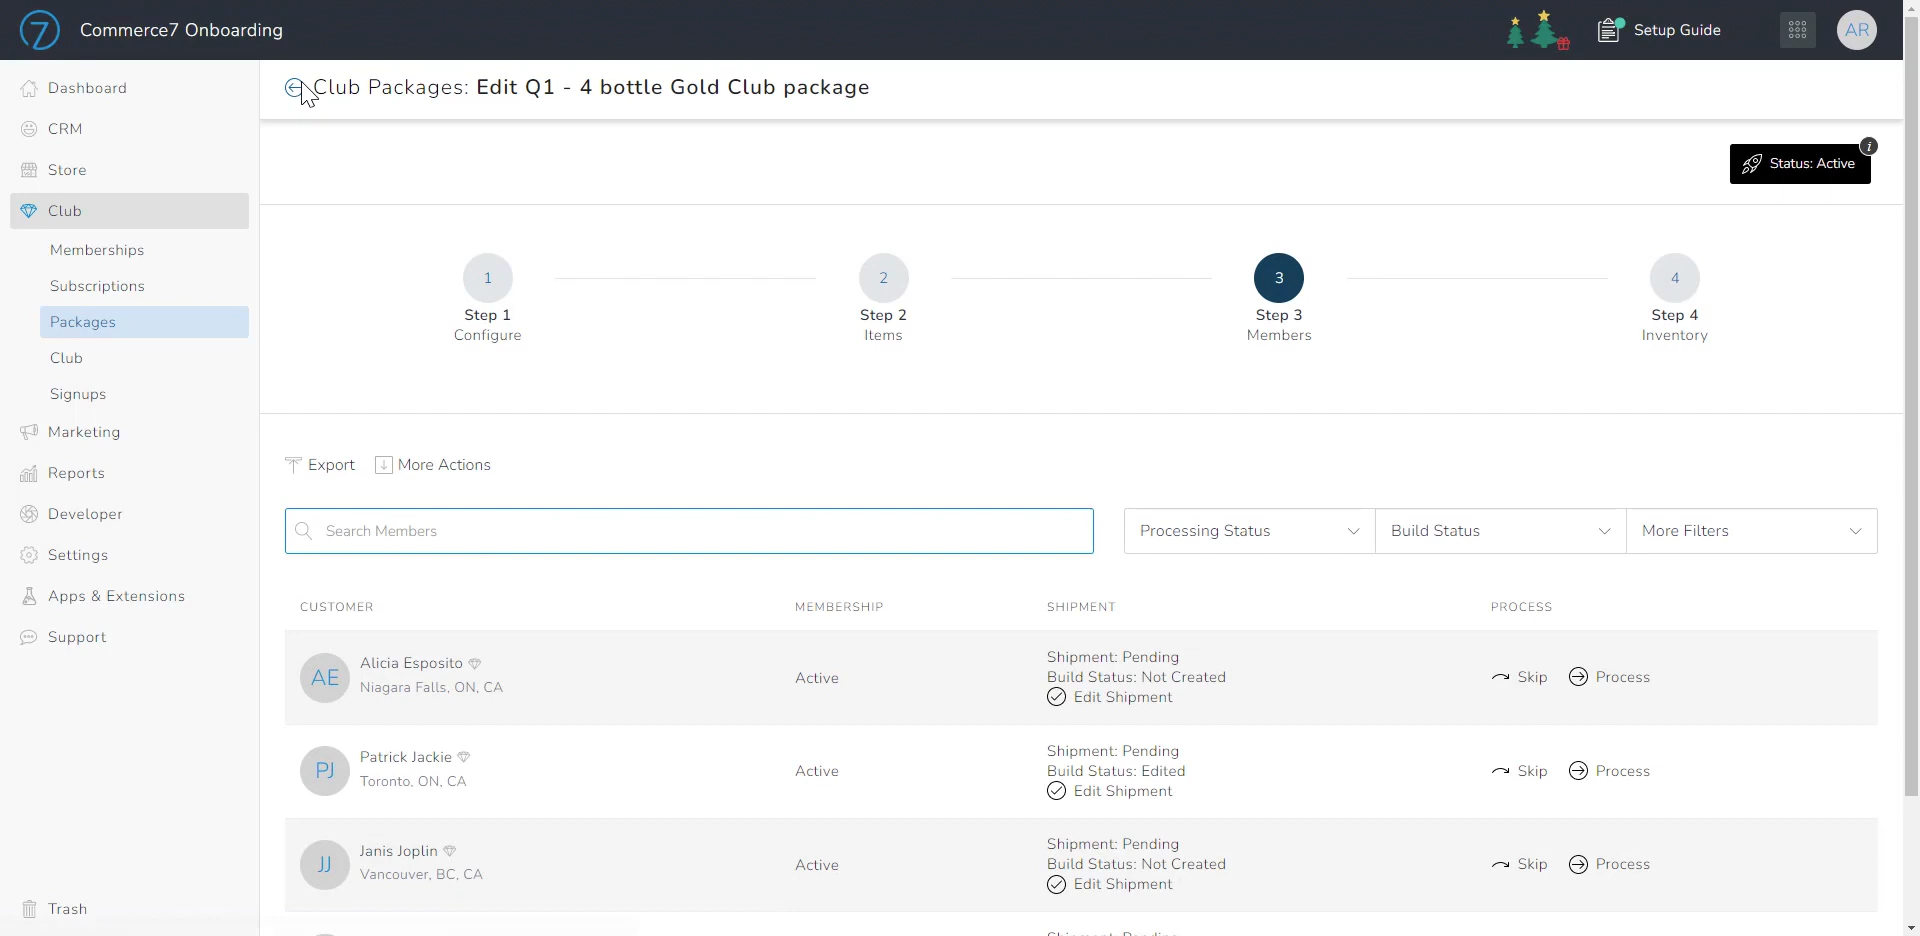 7 Commerce7 Onboarding
Setup Guide
AR
Dashboard
CRM
Store
Club
Memberships
Subscriptions
Packages
Club
Signups
Marketing
Reports
Developer
Settings
Apps & Extensions
Support
Trash
Club Packages: Edit Q1 - 4 bottle Gold Club package
Status: Active
i
1
2
3
4
Step 1
Step 2
Step 3
Step 4
Configure
Items
Members
Inventory
Export
More Actions
Search Members
Processing Status
Build Status
More Filters
CUSTOMER
MEMBERSHIP
SHIPMENT
PROCESS
AE
Alicia Esposito
Niagara Falls, ON, CA
Active
Shipment: Pending
Build Status: Not Created
Edit Shipment
Skip
Process
PJ
Patrick Jackie
Toronto, ON, CA
Active
Shipment: Pending
Build Status: Edited
Edit Shipment
Skip
Process
JJ
Janis Joplin
Vancouver, BC, CA
Active
Shipment: Pending
Build Status: Not Created
Edit Shipment
Skip
Process